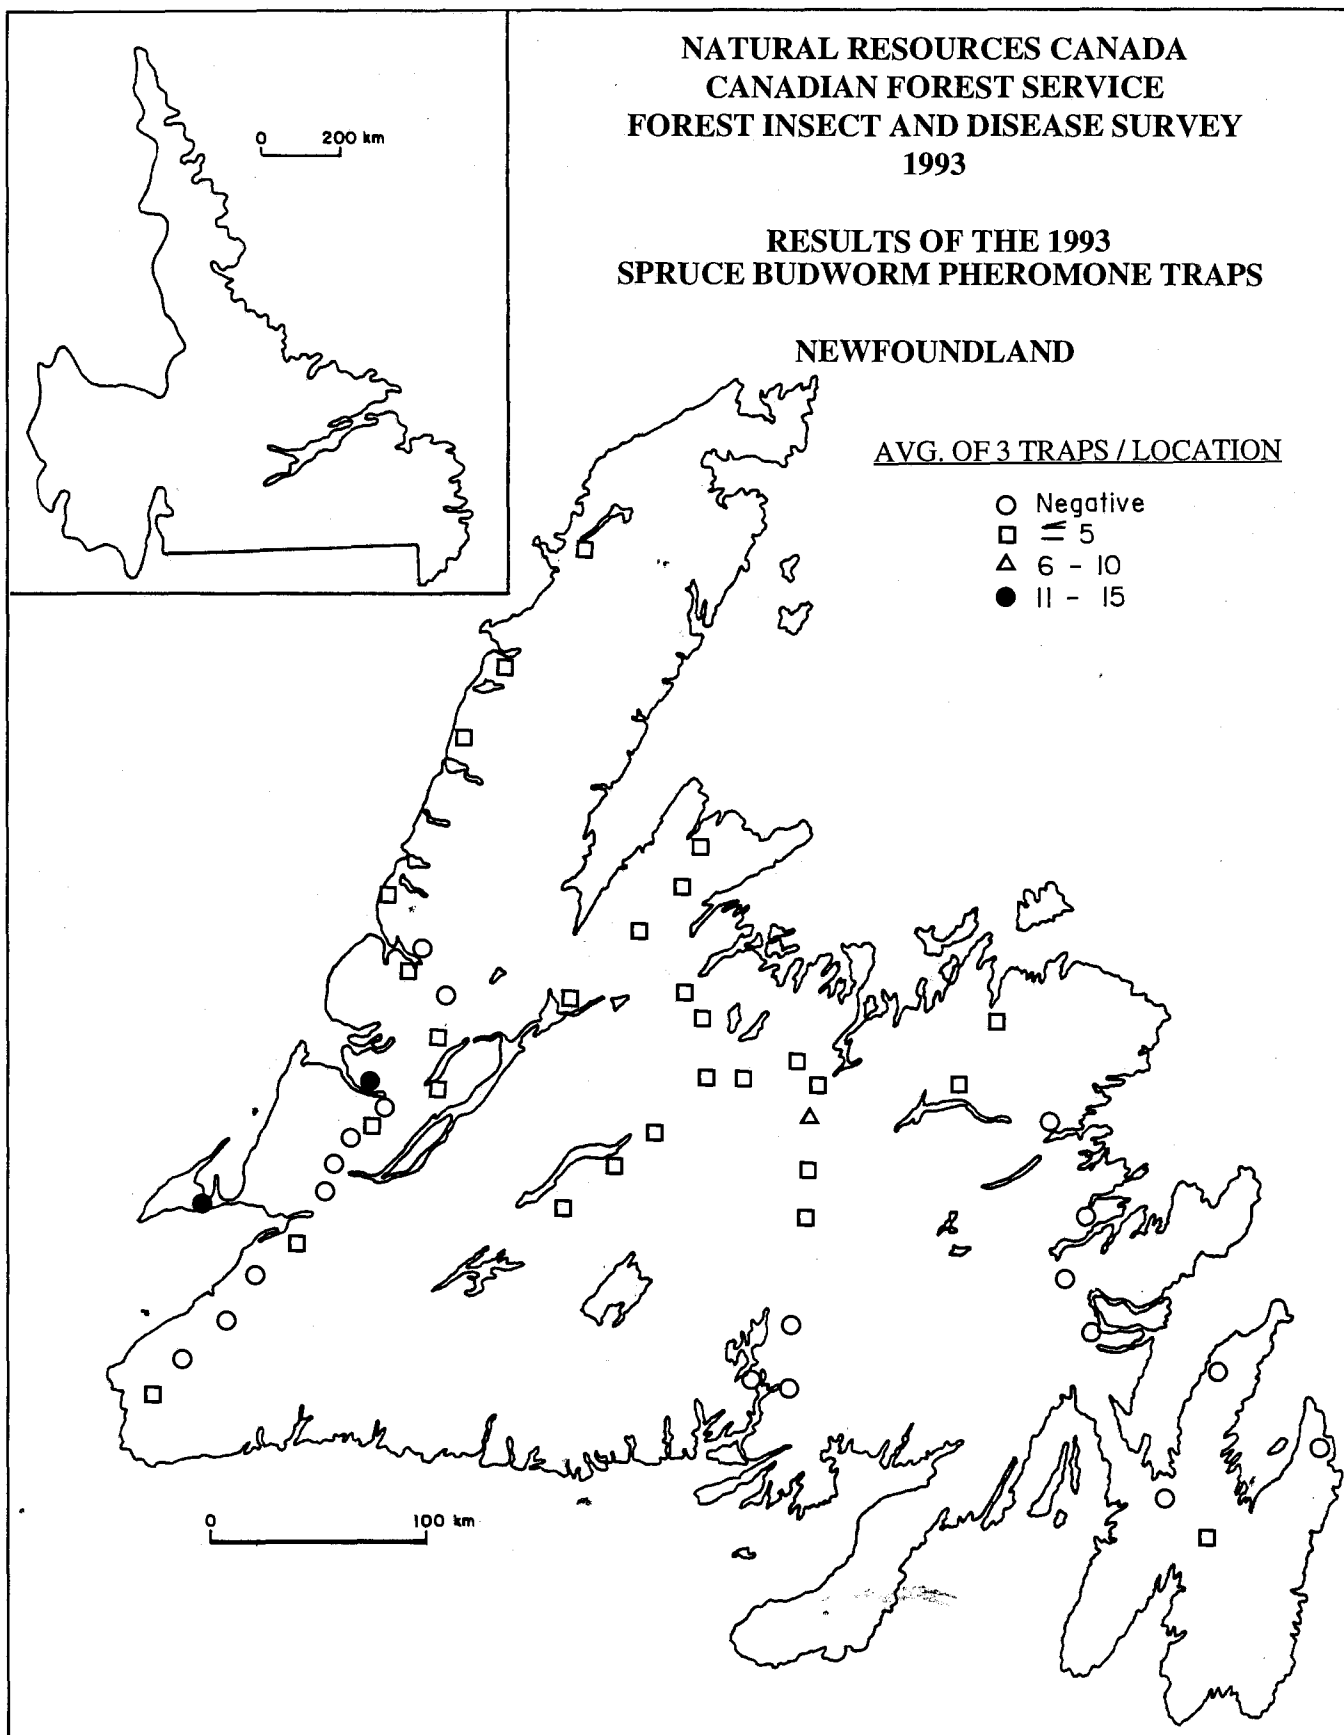 NATURAL RESOURCES CANADA
CANADIAN FOREST SERVICE
FOREST INSECT AND DISEASE SURVEY
1993
RESULTS OF THE 1993
SPRUCE BUDWORM PHEROMONE TRAPS
NEWFOUNDLAND
0 200 km
AVG. OF 3 TRAPS / LOCATION
Negative
≦ 5
6 - 10
11 - 15
0 100 km